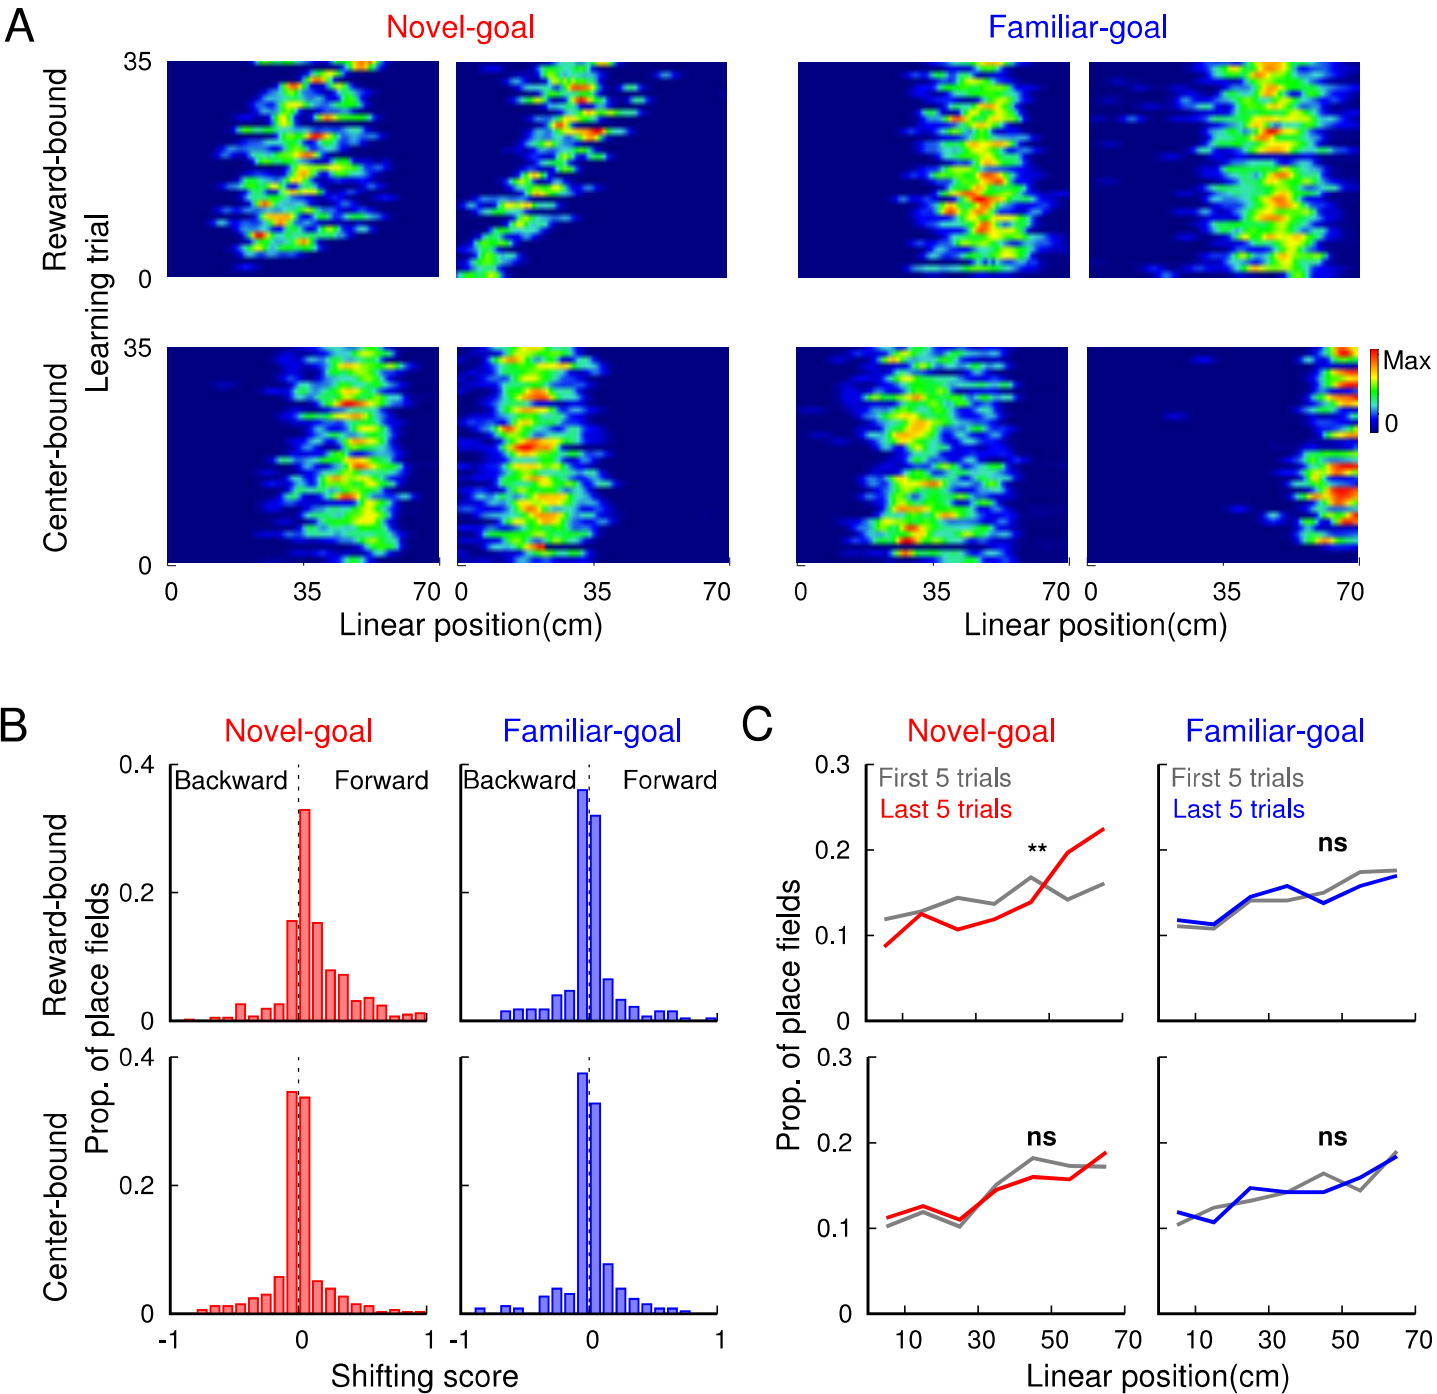 A
Novel-goal
Familiar-goal
Reward-bound
Center-bound
Learning trial
35
0
35
0
Max
0
0
35
70
0
35
70
0
35
70
0
35
70
Linear position(cm)
Linear position(cm)
B
Novel-goal
Familiar-goal
Reward-bound
Center-bound
Prop. of place fields
Backward
Forward
Backward
Forward
0.4
0.2
0
0.4
0.2
0
-1
0
1
-1
0
1
Shifting score
C
Novel-goal
Familiar-goal
Prop. of place fields
First 5 trials
Last 5 trials
First 5 trials
Last 5 trials
**
ns
ns
ns
0.3
0.2
0.1
0
0.3
0.2
0.1
0
10
30
50
70
10
30
50
70
Linear position(cm)